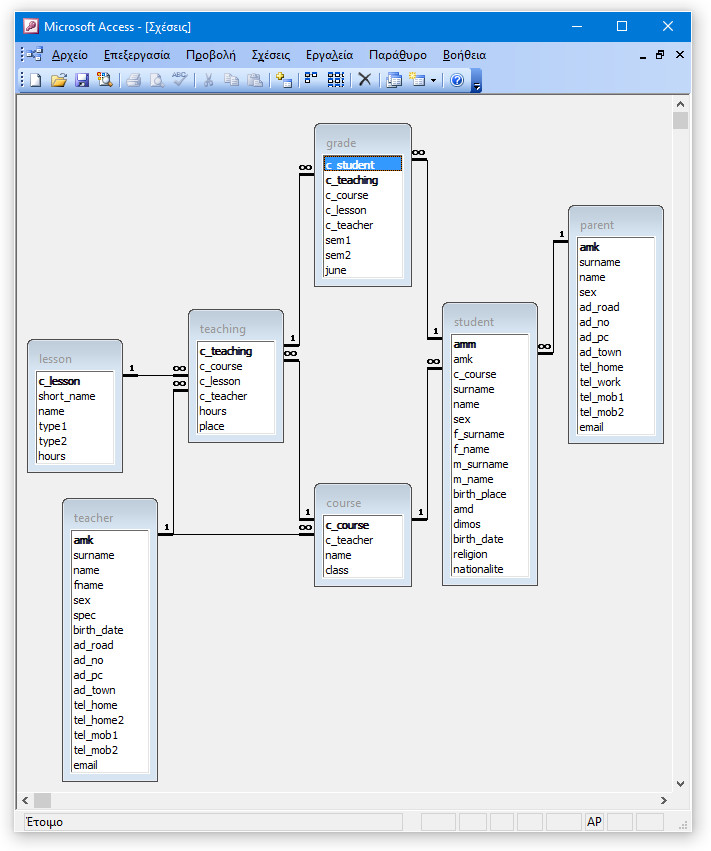 Microsoft Access - [Σχέσεις]
Αρχείο Επεξεργασία Προβολή Σχέσεις Εργαλεία Παράθυρο Βοήθεια
grade
c_student
c_teaching
c_course
c_lesson
c_teacher
sem1
sem2
june
parent
amk
surname
name
sex
ad_road
ad_no
ad_pc
ad_town
tel_home
tel_work
tel_mob1
tel_mob2
email
student
amm
amk
c_course
surname
name
sex
f_surname
f_name
m_surname
m_name
birth_place
amd
dimos
birth_date
religion
nationalite
teaching
c_teaching
c_course
c_lesson
c_teacher
hours
place
lesson
c_lesson
short_name
name
type1
type2
hours
course
c_course
c_teacher
name
class
teacher
amk
surname
name
fname
sex
spec
birth_date
ad_road
ad_no
ad_pc
ad_town
tel_home
tel_home2
tel_mob1
tel_mob2
email
1 ∞
∞ 1
1 ∞
1 ∞
∞ 1
∞ 1
1 ∞
Έτοιμο
ΑΡ